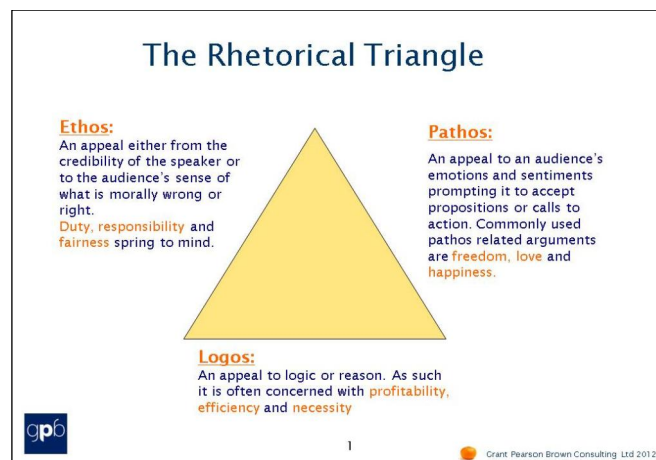 The Rhetorical Triangle
Ethos:
An appeal either from the
credibility of the speaker or
to the audience's sense of
what is morally wrong or
right.
Duty, responsibility and
fairness spring to mind.
Pathos:
An appeal to an audience's
emotions and sentiments
prompting it to accept
propositions or calls to
action. Commonly used
pathos related arguments
are freedom, love and
happiness.
Logos:
An appeal to logic or reason. As such
it is often concerned with profitability,
efficiency and necessity
gpb
1
Grant Pearson Brown Consulting Ltd 2012